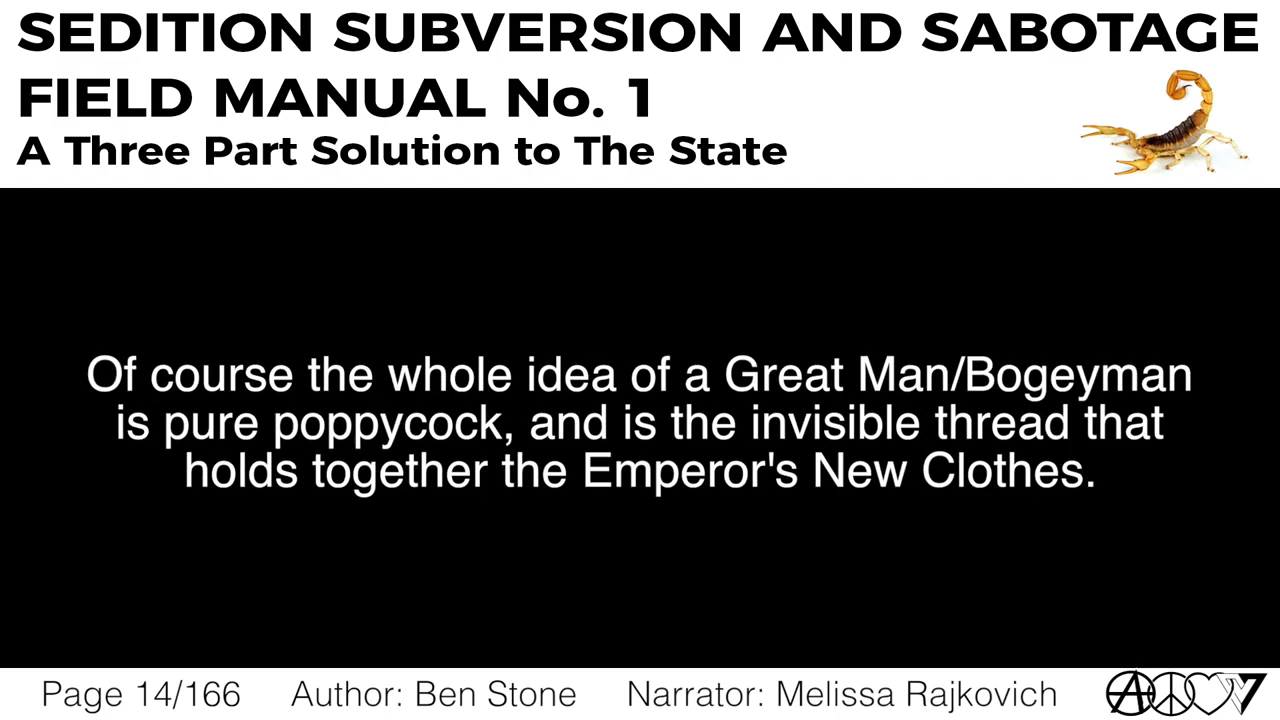 SEDITION SUBVERSION AND SABOTAGE
FIELD MANUAL No. 1
A Three Part Solution to The State
Of course the whole idea of a Great Man/Bogeyman
is pure poppycock, and is the invisible thread that
holds together the Emperor's New Clothes.
Page 14/166 Author: Ben Stone Narrator: Melissa Rajkovich